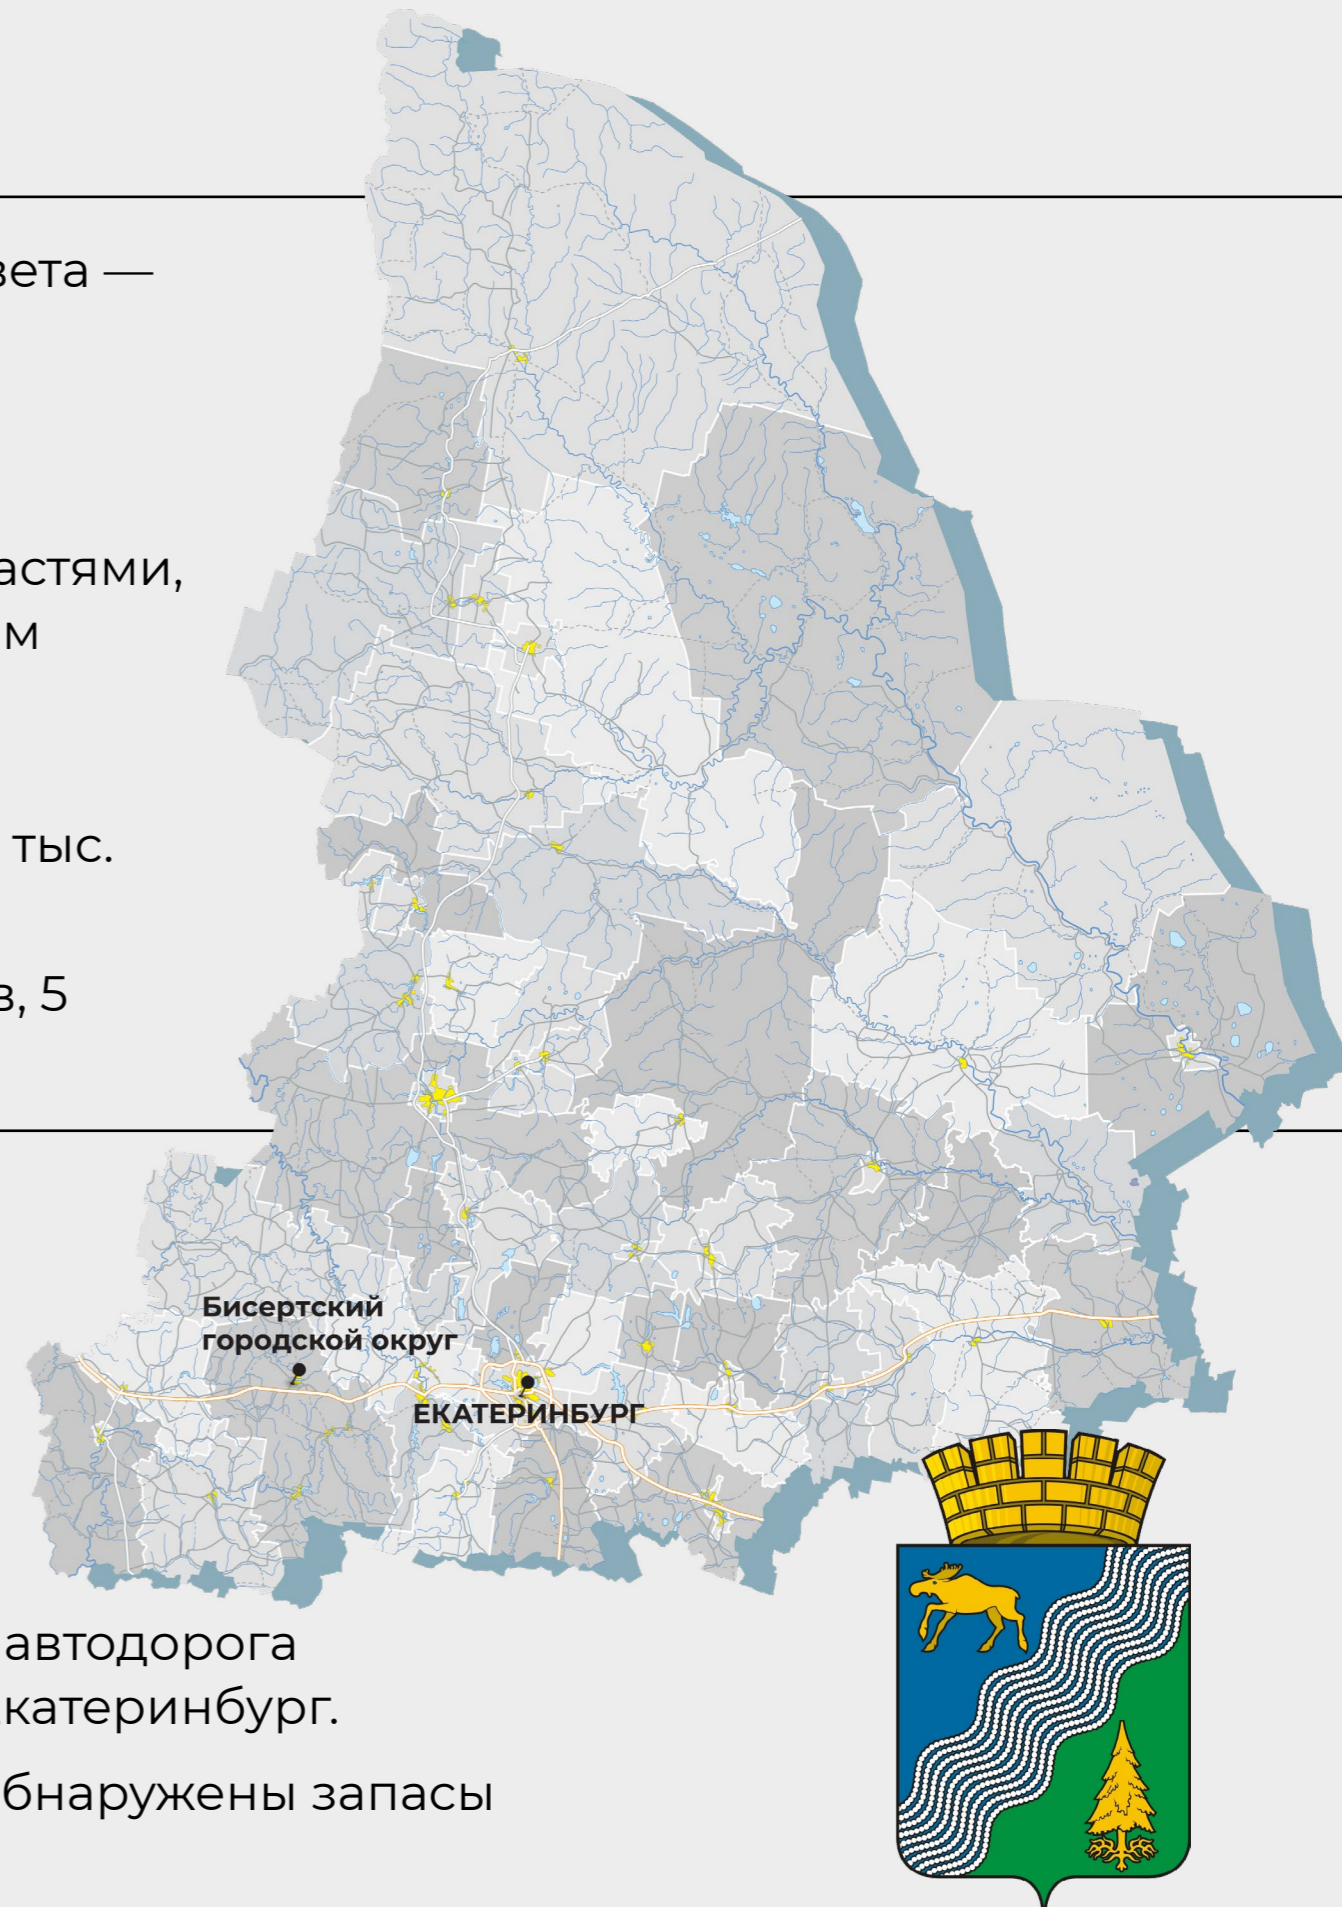 вета —
астями,
м
тыс.
в, 5
Бисертский
городской округ
ЕКАТЕРИНБУРГ
автодорога
катеринбург.
бнаружены запасы